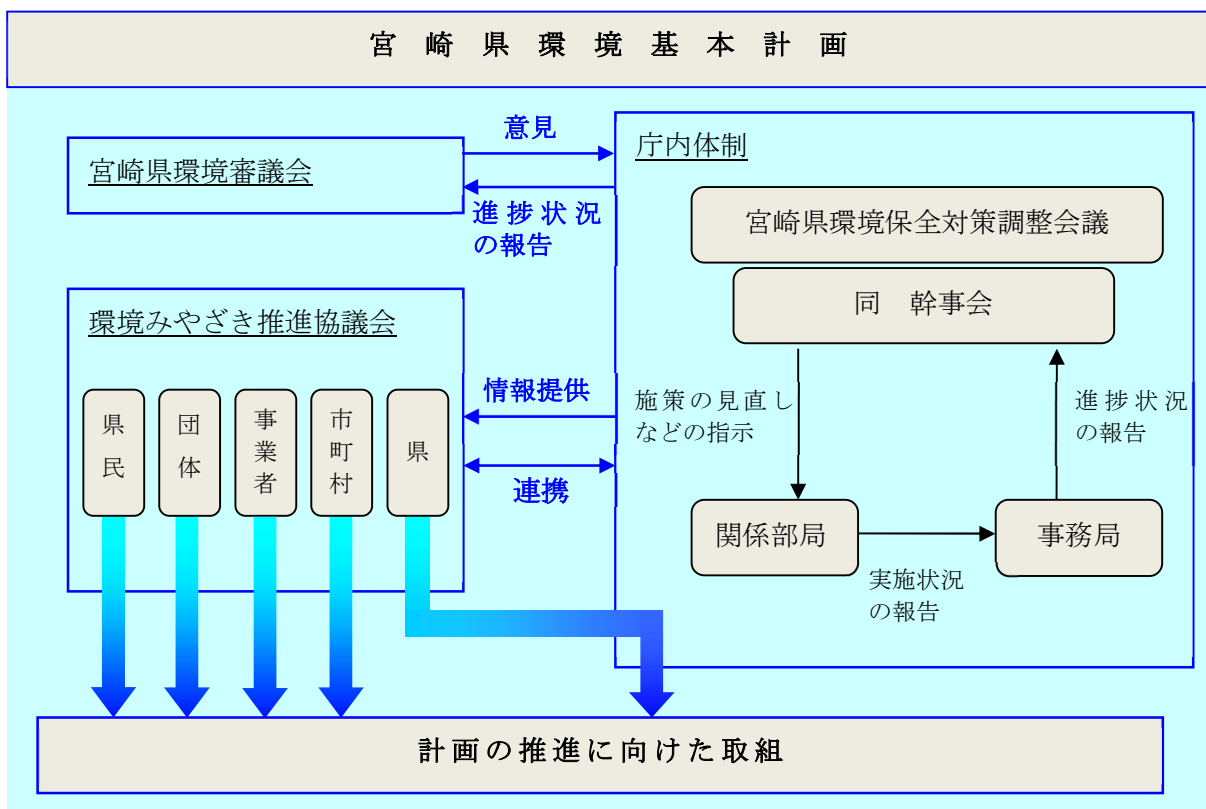 宮崎県環境基本計画
意見
宮崎県環境審議会
進捗状況
の報告
庁内体制
宮崎県環境保全対策調整会議
同　幹事会
環境みやざき推進協議会
県民
団体
事業者
市町村
県
情報提供
連携
施策の見直し
などの指示
進捗状況
の報告
関係部局
事務局
実施状況
の報告
計画の推進に向けた取組